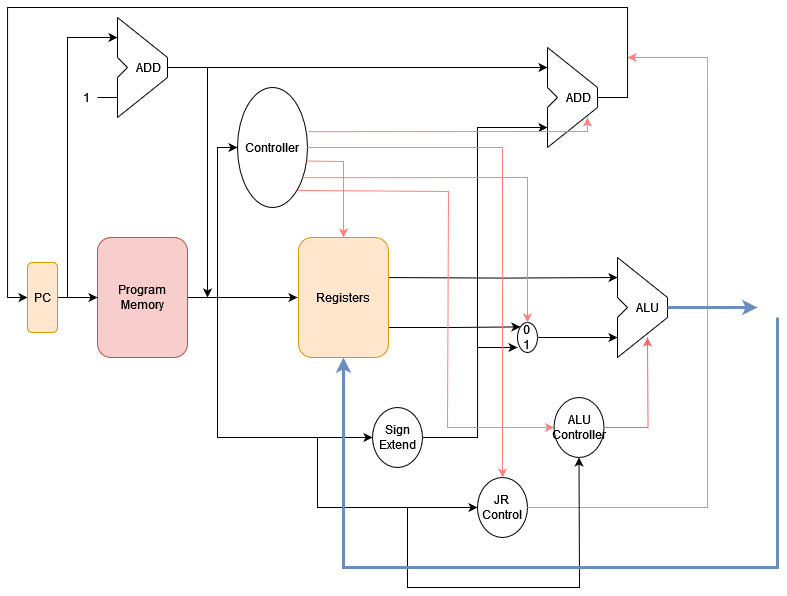 ADD
1
ADD
Controller
PC
Program
Memory
Registers
ALU
0
1
Sign
Extend
ALU
Controller
JR
Control